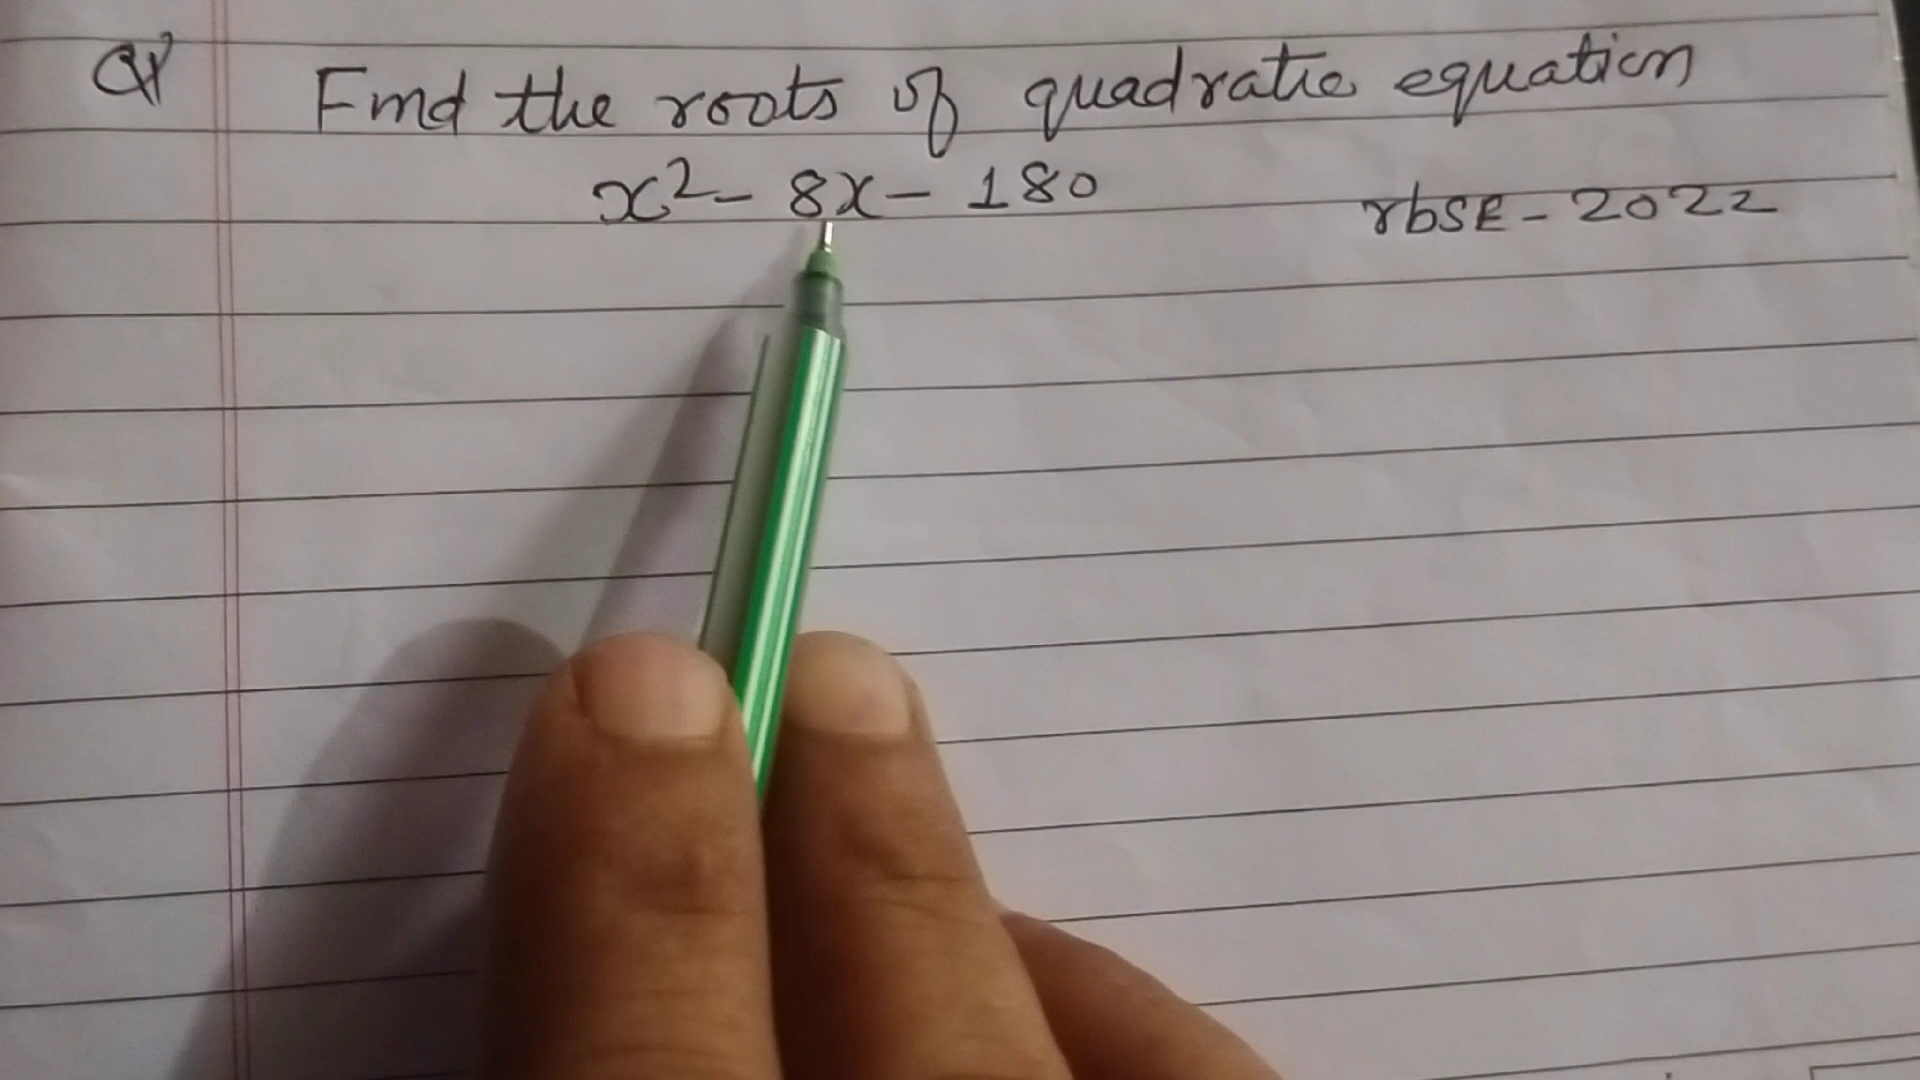 Q Find the roots of quadratic equation
x² - 8x - 180
rbSE - 2022